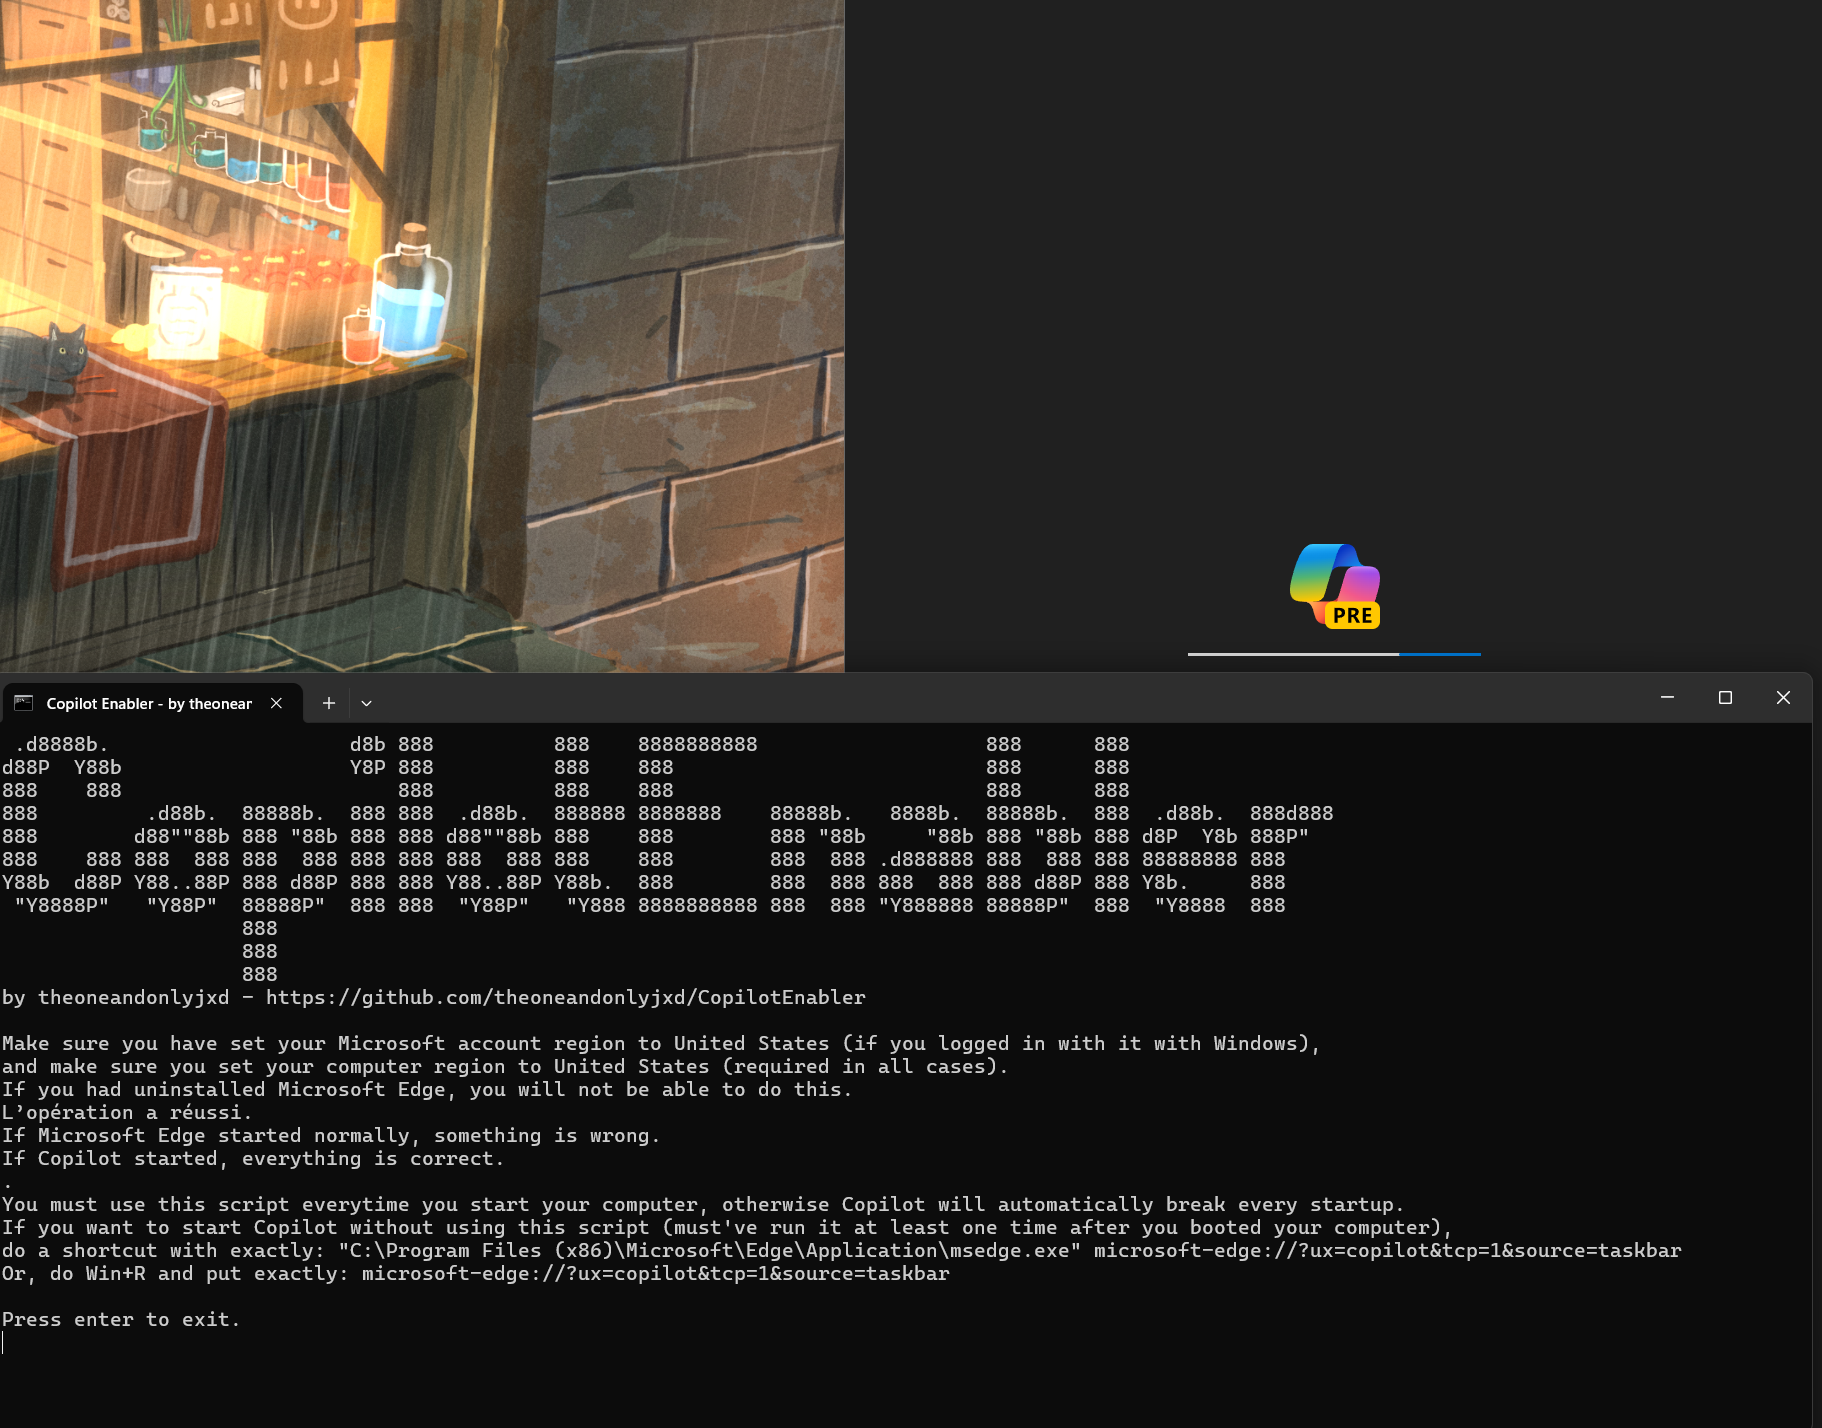 PRE
Copilot Enabler - by theonear
 .d8888b.                    d8b 888          888    8888888888                   888      888
d88P  Y88b                   Y8P 888          888    888                          888      888
888    888                       888          888    888                          888      888
888         .d88b.  88888b.  888 888  .d88b.  888888 8888888    88888b.   8888b.  88888b.  888  .d88b.  888d888
888        d88""88b 888 "88b 888 888 d88""88b 888    888        888 "88b     "88b 888 "88b 888 d8P  Y8b 888P"
888    888 888  888 888  888 888 888 888  888 888    888        888  888 .d888888 888  888 888 88888888 888
Y88b  d88P Y88..88P 888 d88P 888 888 Y88..88P Y88b.  888        888  888 888  888 888 d88P 888 Y8b.     888
 "Y8888P"   "Y88P"  88888P"  888 888  "Y88P"   "Y888 8888888888 888  888 "Y888888 88888P"  888  "Y8888  888
                    888
                    888
                    888
by theoneandonlyjxd - https://github.com/theoneandonlyjxd/CopilotEnabler
Make sure you have set your Microsoft account region to United States (if you logged in with it with Windows),
and make sure you set your computer region to United States (required in all cases).
If you had uninstalled Microsoft Edge, you will not be able to do this.
L'opération a réussi.
If Microsoft Edge started normally, something is wrong.
If Copilot started, everything is correct.
.
You must use this script everytime you start your computer, otherwise Copilot will automatically break every startup.
If you want to start Copilot without using this script (must've run it at least one time after you booted your computer),
do a shortcut with exactly: "C:\Program Files (x86)\Microsoft\Edge\Application\msedge.exe" microsoft-edge://?ux=copilot&tcp=1&source=taskbar
Or, do Win+R and put exactly: microsoft-edge://?ux=copilot&tcp=1&source=taskbar
Press enter to exit.